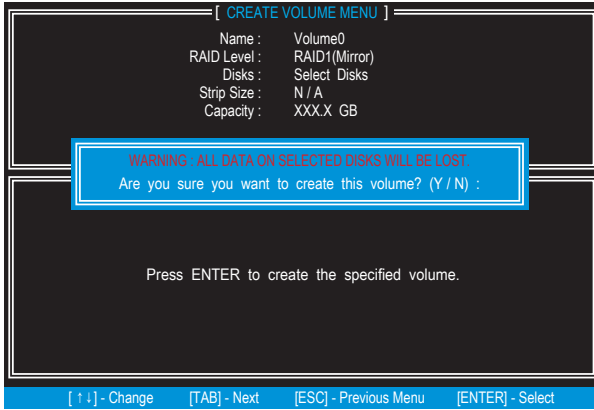 [ CREATE VOLUME MENU ]
Name : Volume0
RAID Level : RAID1(Mirror)
Disks : Select Disks
Strip Size : N / A
Capacity : XXX.X GB
WARNING : ALL DATA ON SELECTED DISKS WILL BE LOST.
Are you sure you want to create this volume? (Y / N) :
Press ENTER to create the specified volume.
[ ↑↓] - Change [TAB] - Next [ESC] - Previous Menu [ENTER] - Select